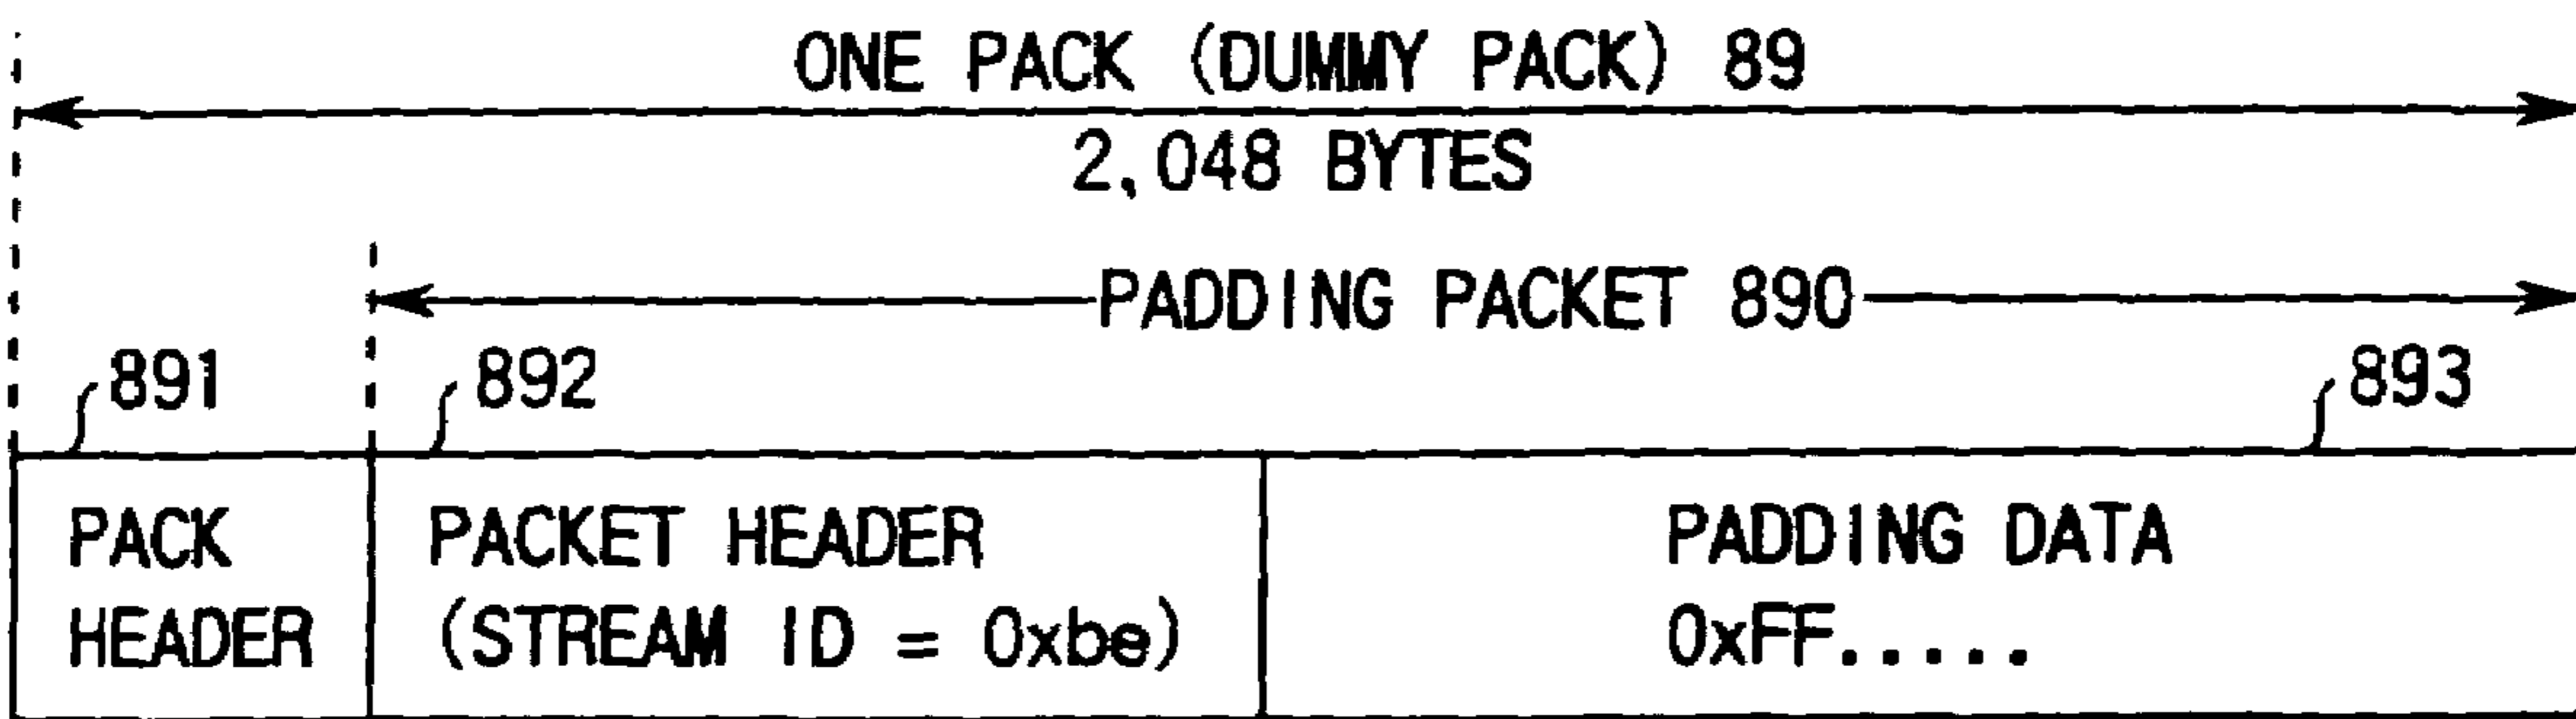 ONE PACK (DUMMY PACK) 89
2,048 BYTES
PADDING PACKET 890
891
892
893
PACK
HEADER
PACKET HEADER
(STREAM ID = 0xbe)
PADDING DATA
0xFF.....